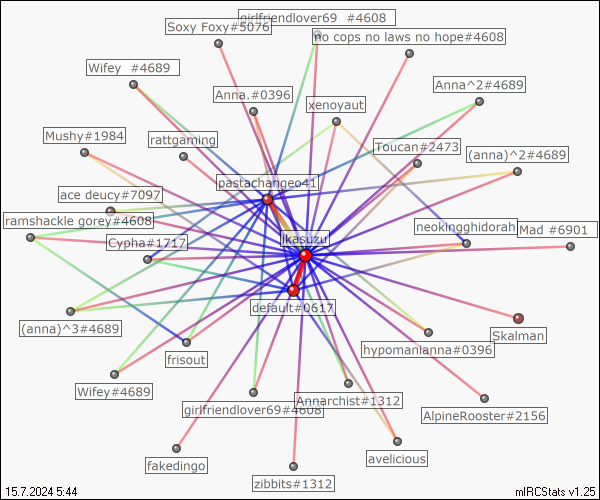 girlfriendlover69 #4608
Soxy Foxy#5076
no cops no laws no hope#4608
Wifey #4689
Anna^2#4689
Anna.#0396
xenoyaut
Mushy#1984
rattgaming
Toucan#2473
(anna)^2#4689
pastachangeo41
ace deucy#7097
ramshackle gorey#4608
neokingghidorah
Mad #6901
Cypha#1717
jkasuzu
default#0617
(anna)^3#4689
Skalman
hypomanianna#0396
frisout
Wifey#4689
Annarchist#1312
girlfriendlover69#4608
AlpineRooster#2156
avelicious
fakedingo
zibbits#1312
15.7.2024 5:44
mIRCStats v1.25